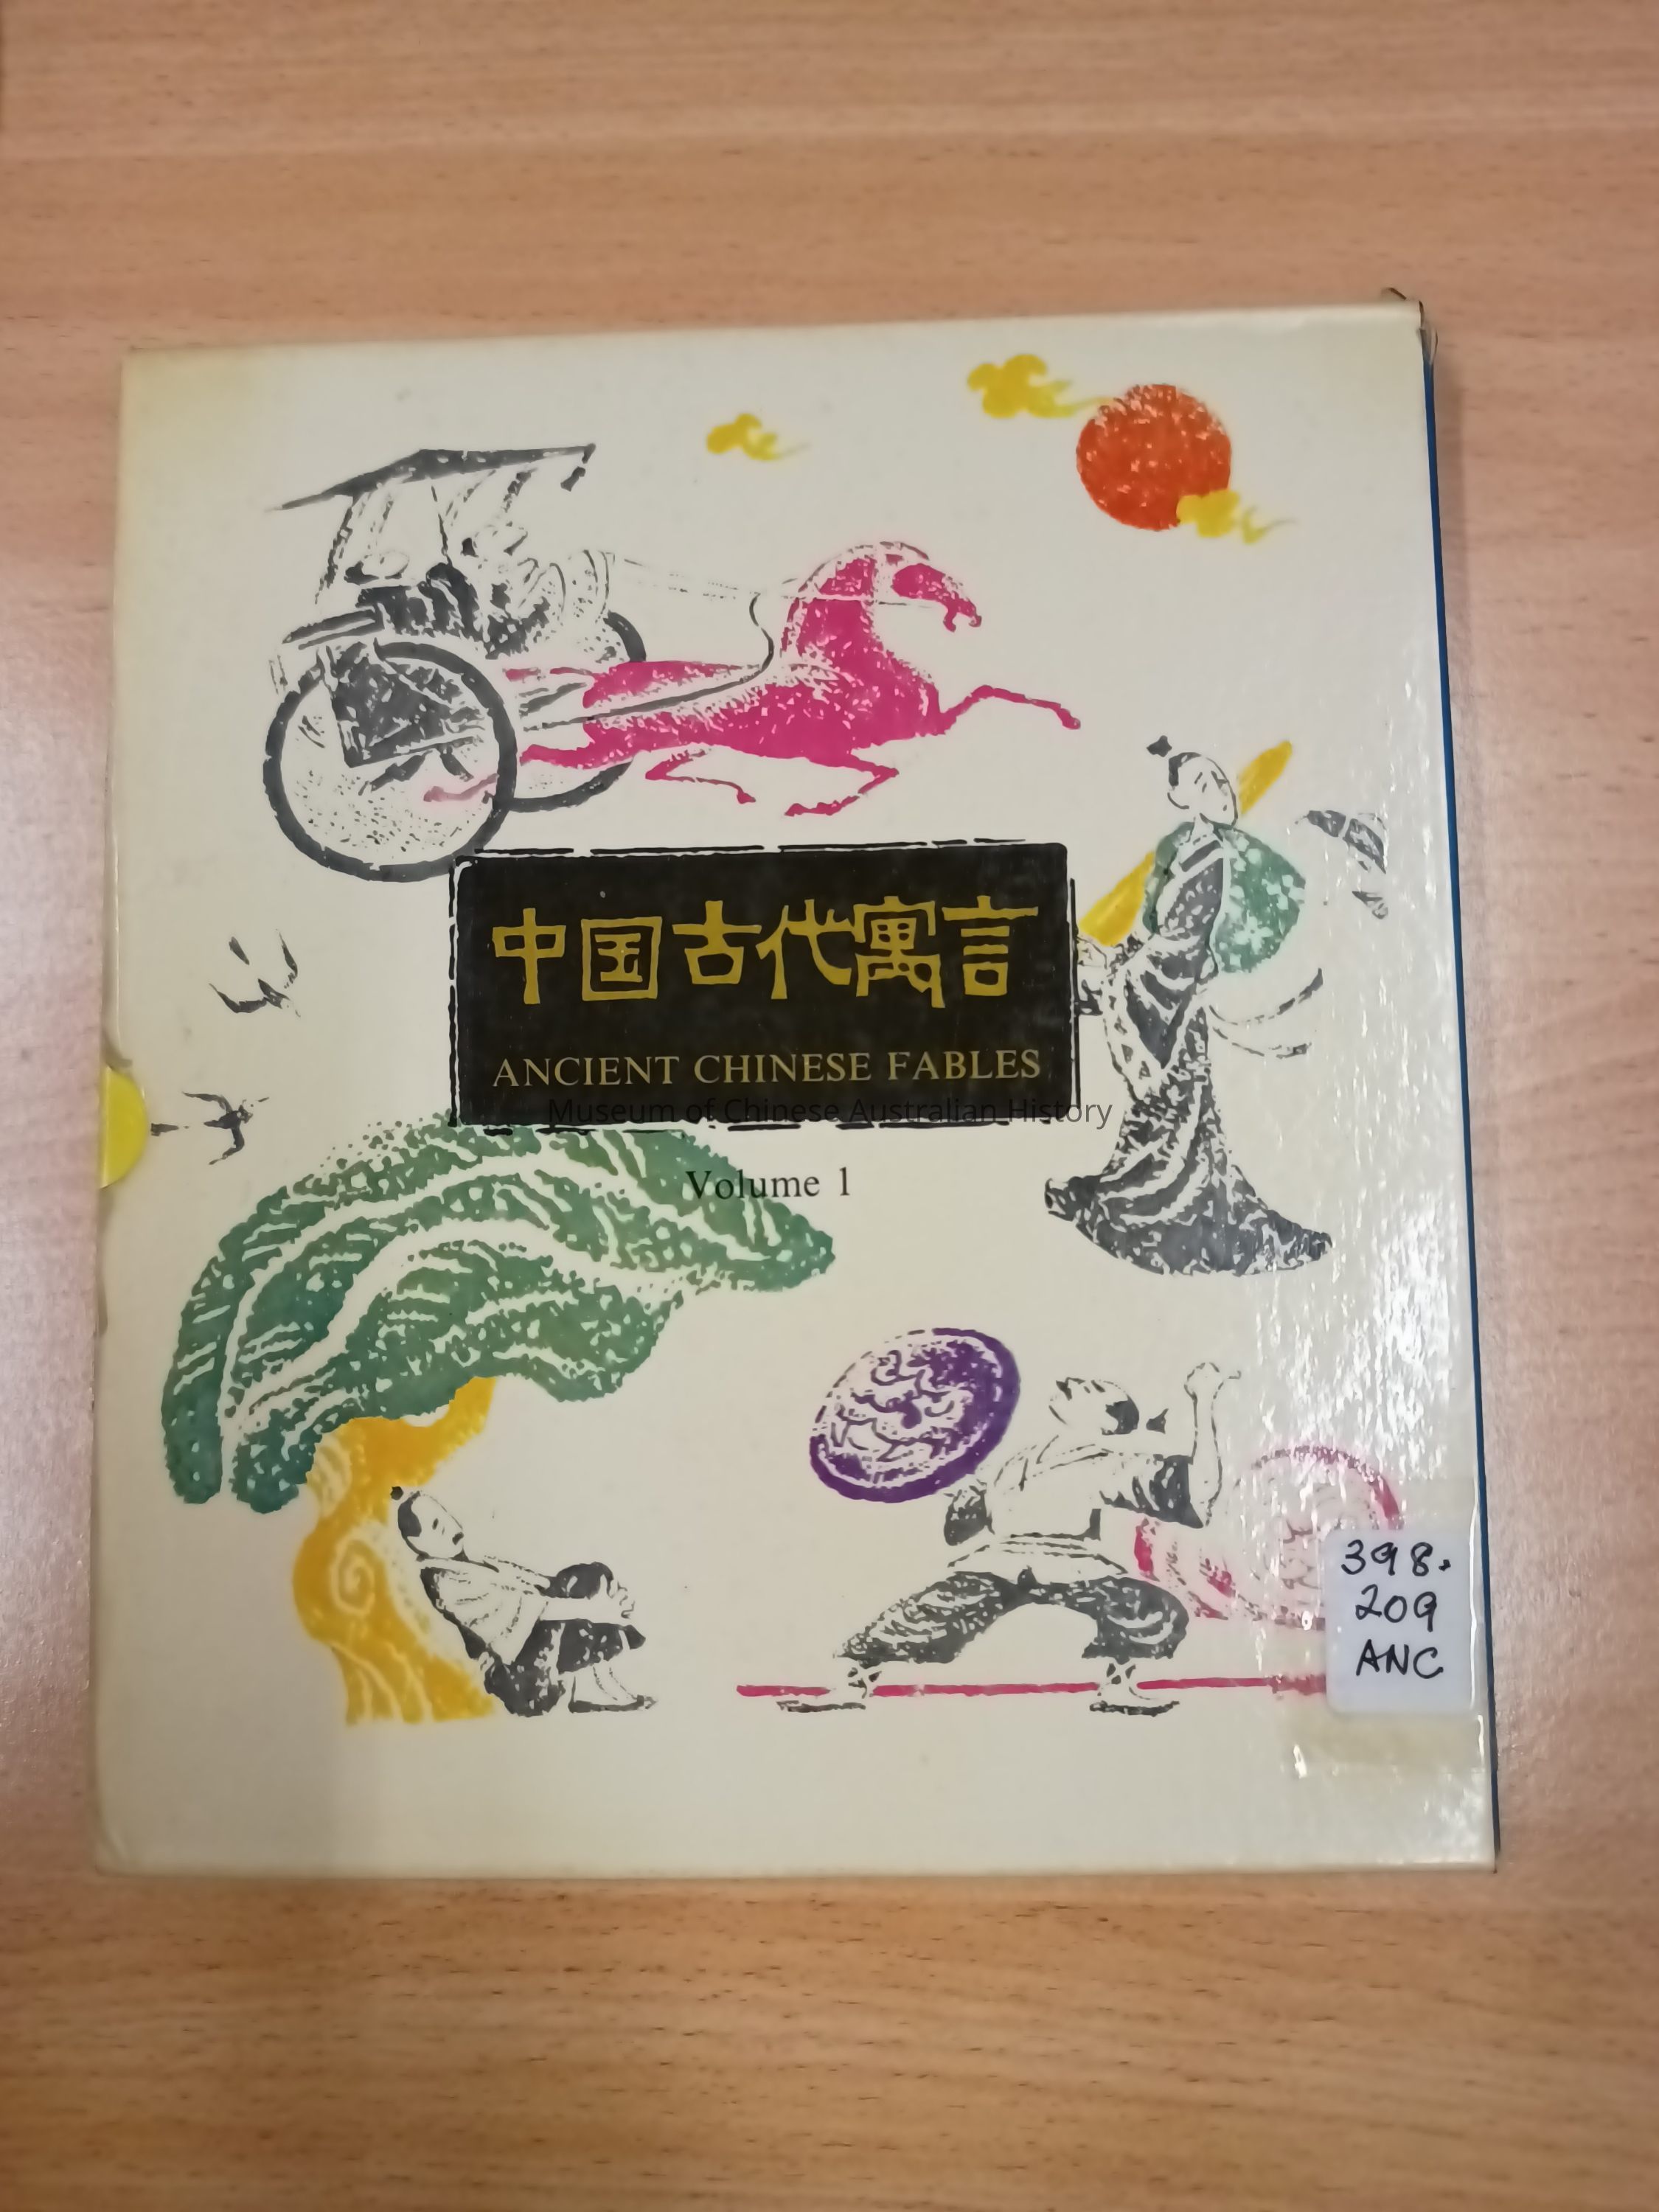 中国古代寓言
ANCIENT CHINESE FABLES
Museum of Chinese Australian History
Volume 1
398.
209
ANC